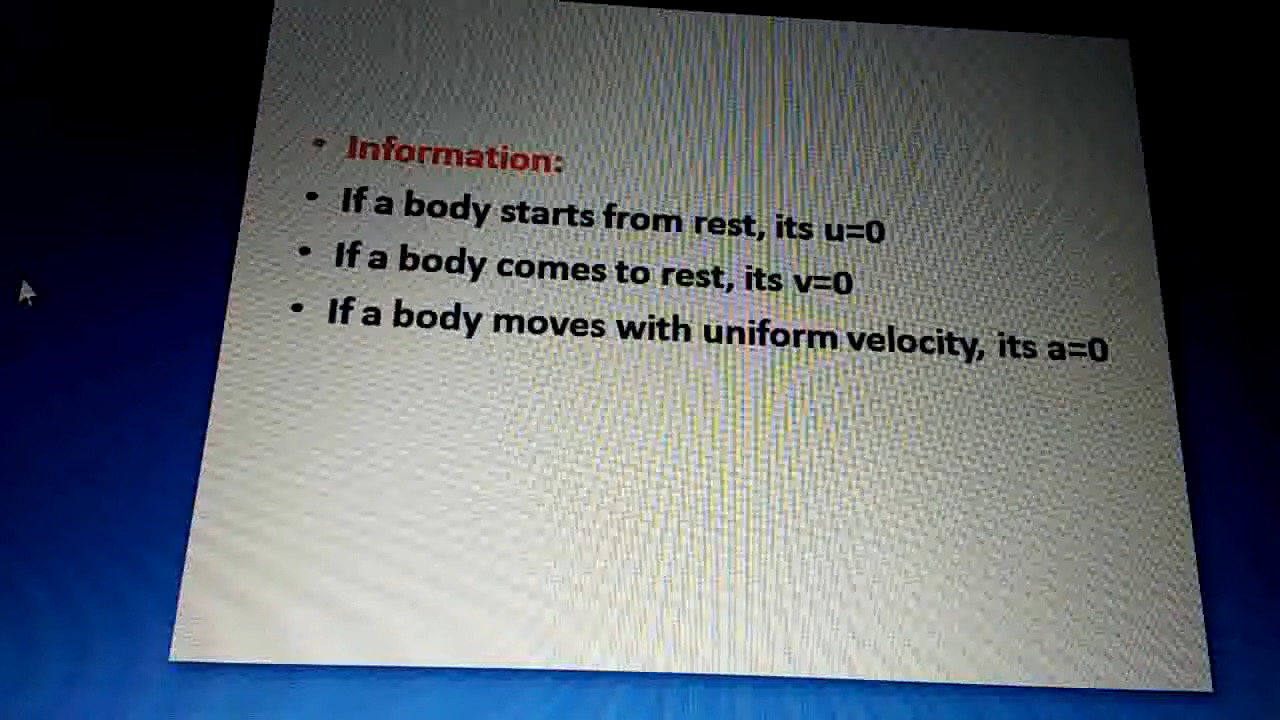 • Information:
• If a body starts from rest, its u=0
• If a body comes to rest, its v=0
• If a body moves with uniform velocity, its a=0